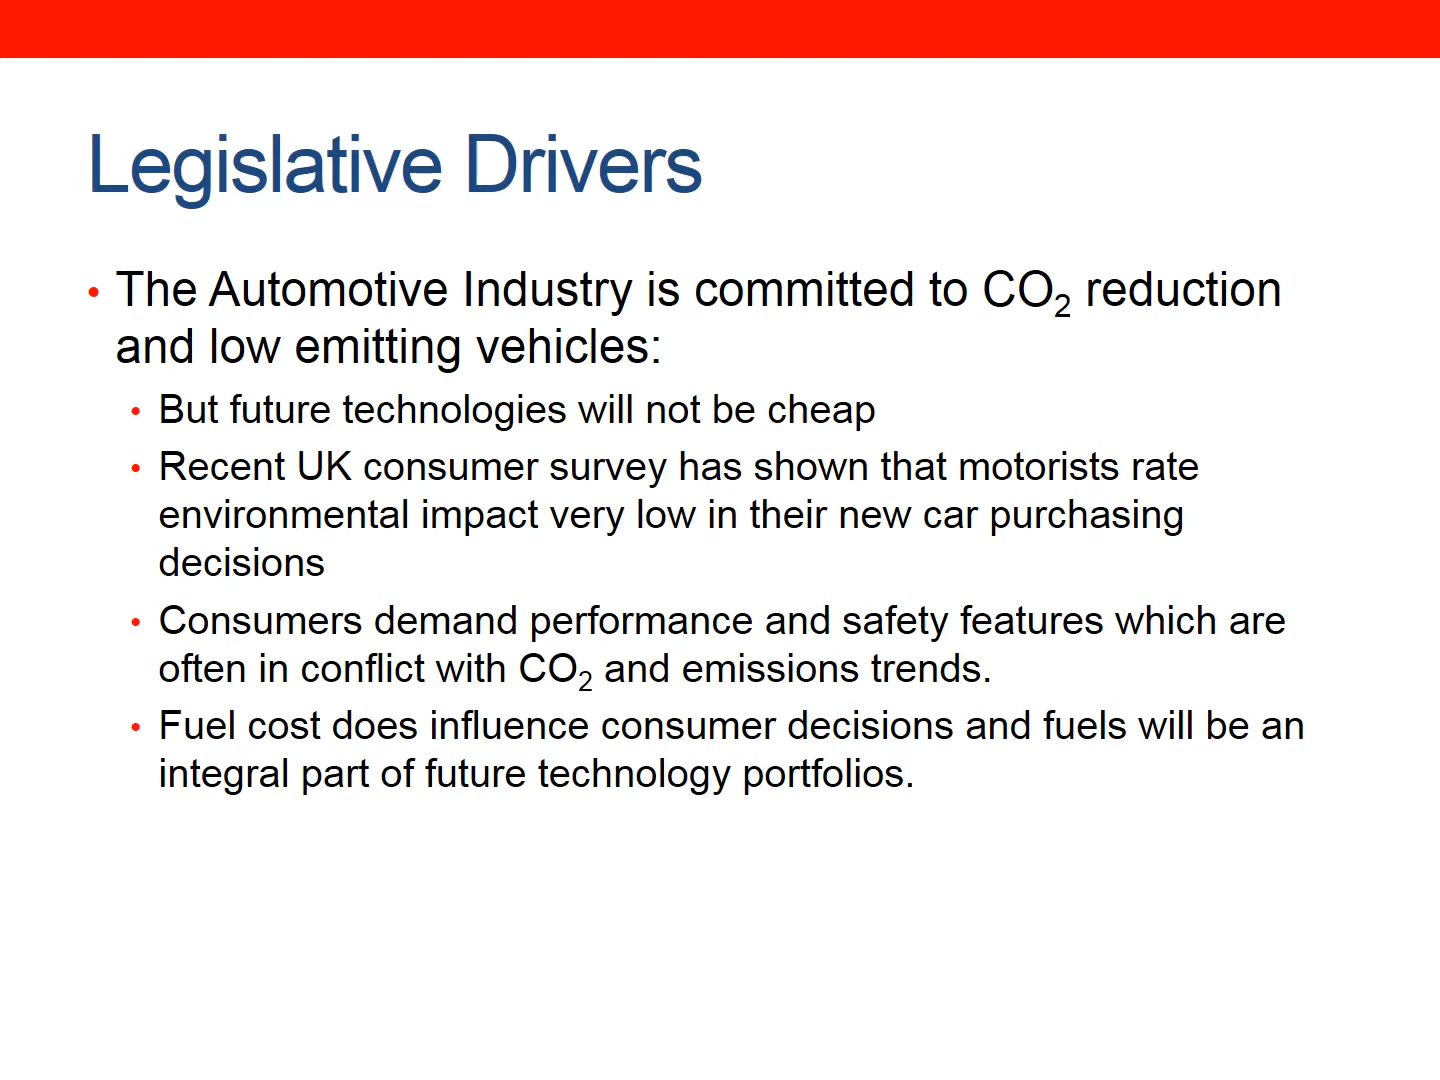 Legislative Drivers
• The Automotive Industry is committed to CO₂ reduction
and low emitting vehicles:
• But future technologies will not be cheap
• Recent UK consumer survey has shown that motorists rate
environmental impact very low in their new car purchasing
decisions
• Consumers demand performance and safety features which are
often in conflict with CO₂ and emissions trends.
• Fuel cost does influence consumer decisions and fuels will be an
integral part of future technology portfolios.